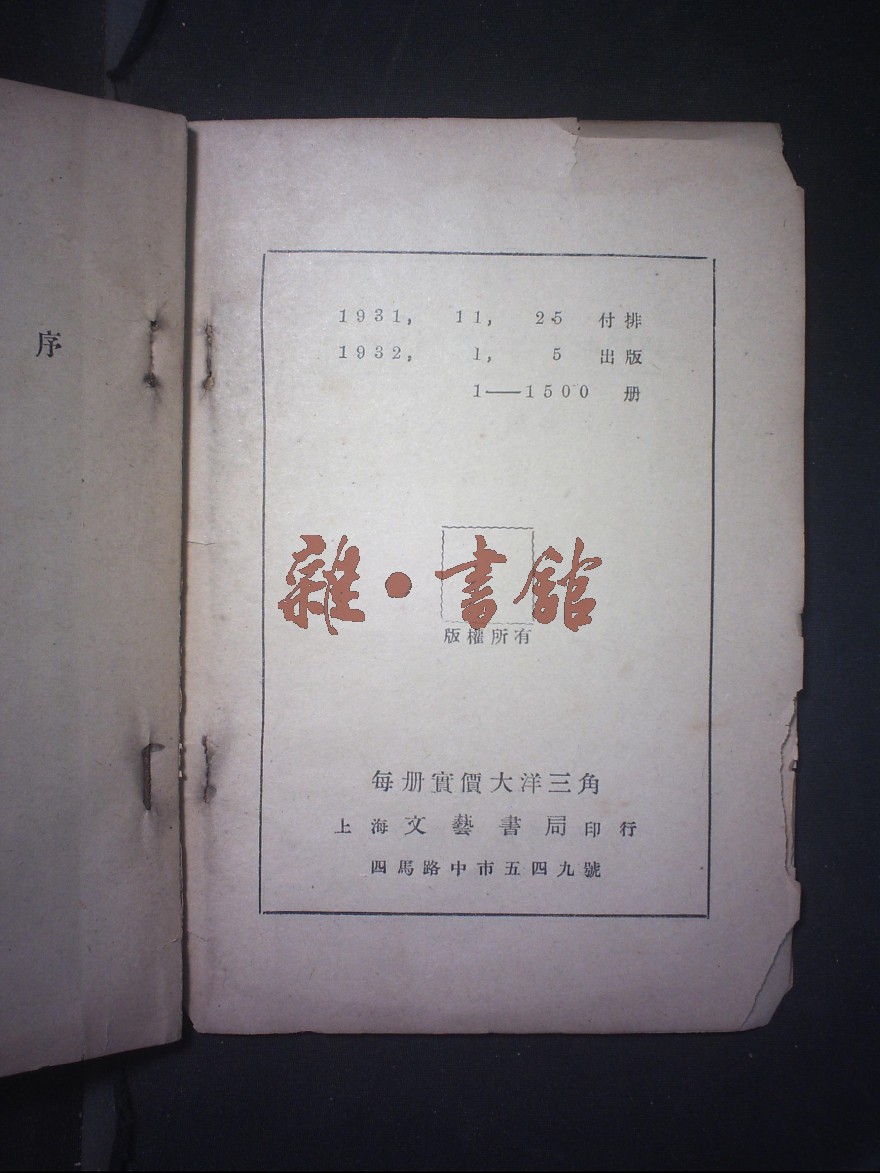 序
1931, 11, 25 付排
1932, 1, 5 出版
1——1500 册
雜·書館
版權所有
每册實價大洋三角
上海文藝書局印行
四馬路中市五四九號